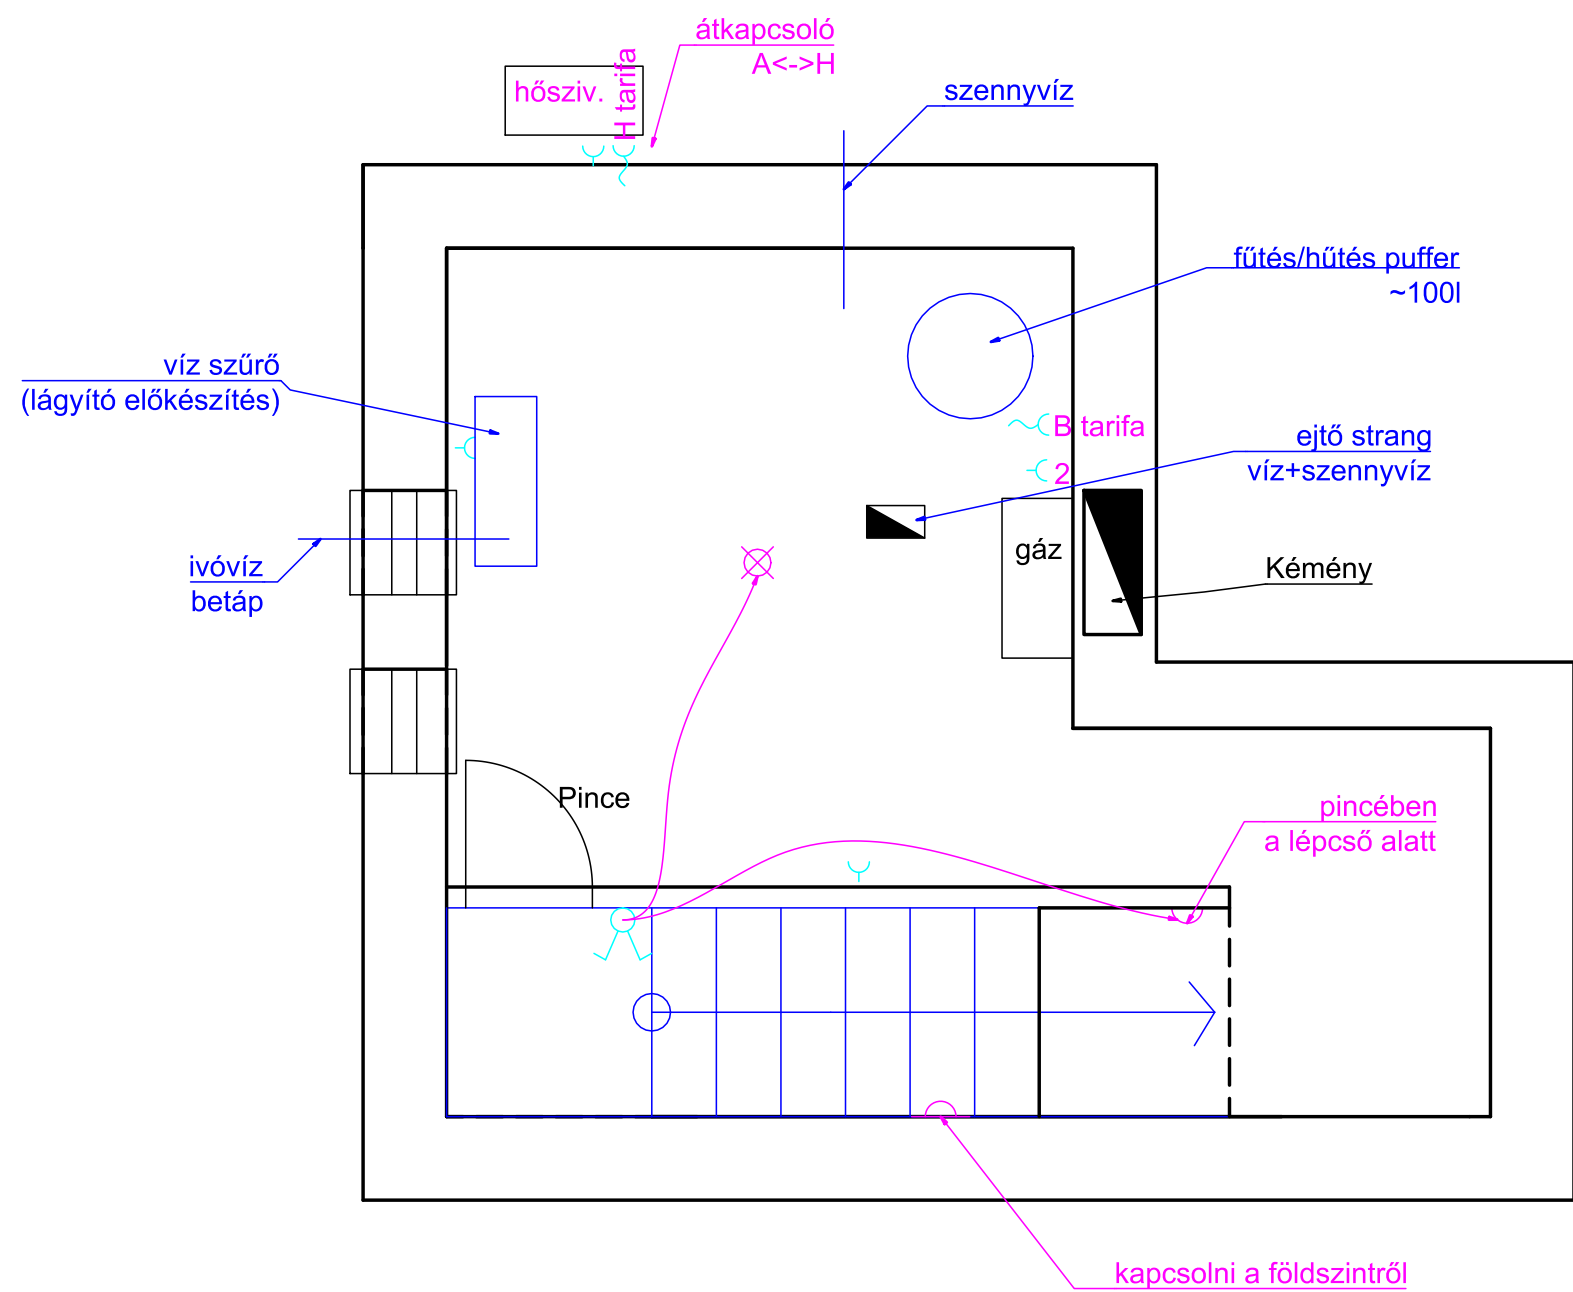 átkapcsoló
A<->H
hősziv.
H tarifa
szennyvíz
fűtés/hűtés puffer
~100l
víz szűrő
(lágyító előkészítés)
B tarifa
2
ejtő strang
víz+szennyvíz
gáz
Kémény
ivóvíz
betáp
Pince
pincében
a lépcső alatt
kapcsolni a földszintről